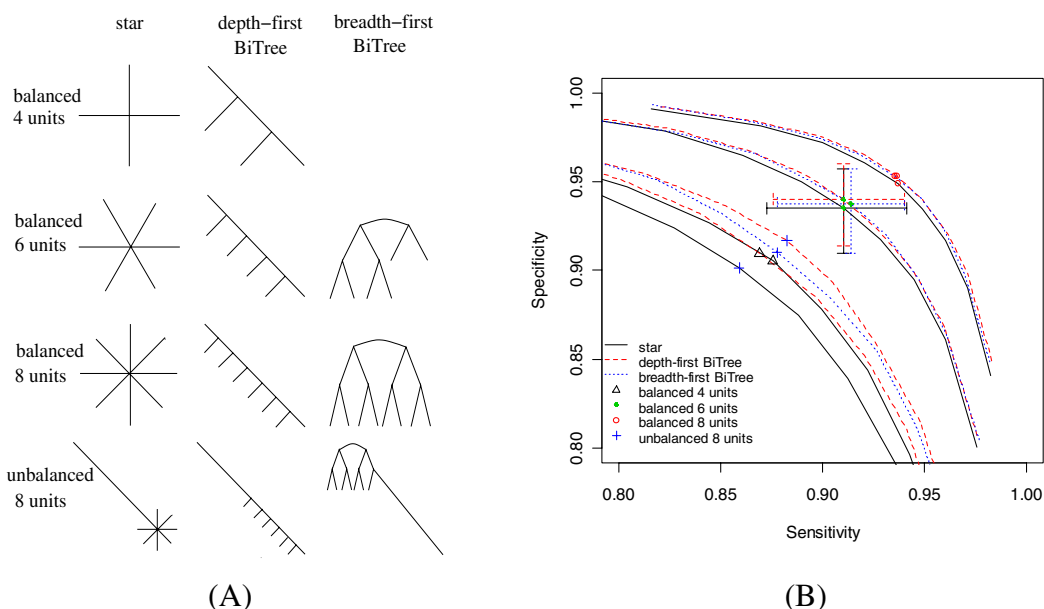 star
depth−first
BiTree
breadth−first
BiTree
balanced
4 units
balanced
6 units
balanced
8 units
unbalanced
8 units
(A)
Specificity
1.00
0.95
0.90
0.85
0.80
star
depth−first BiTree
breadth−first BiTree
balanced 4 units
balanced 6 units
balanced 8 units
unbalanced 8 units
0.80 0.85 0.90 0.95 1.00
Sensitivity
(B)